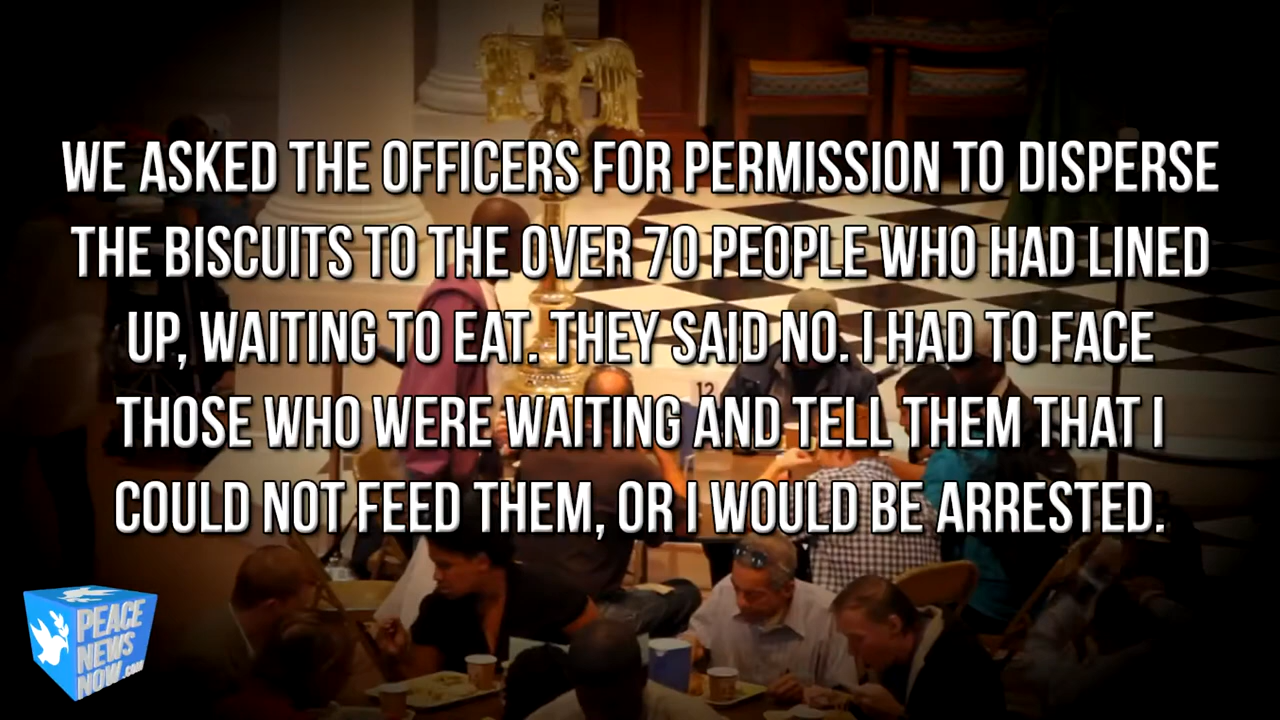 WE ASKED THE OFFICERS FOR PERMISSION TO DISPERSE
THE BISCUITS TO THE OVER 70 PEOPLE WHO HAD LINED
UP, WAITING TO EAT. THEY SAID NO. I HAD TO FACE
THOSE WHO WERE WAITING AND TELL THEM THAT I
COULD NOT FEED THEM, OR I WOULD BE ARRESTED.
12
PEACE
NEWS
NOW.com